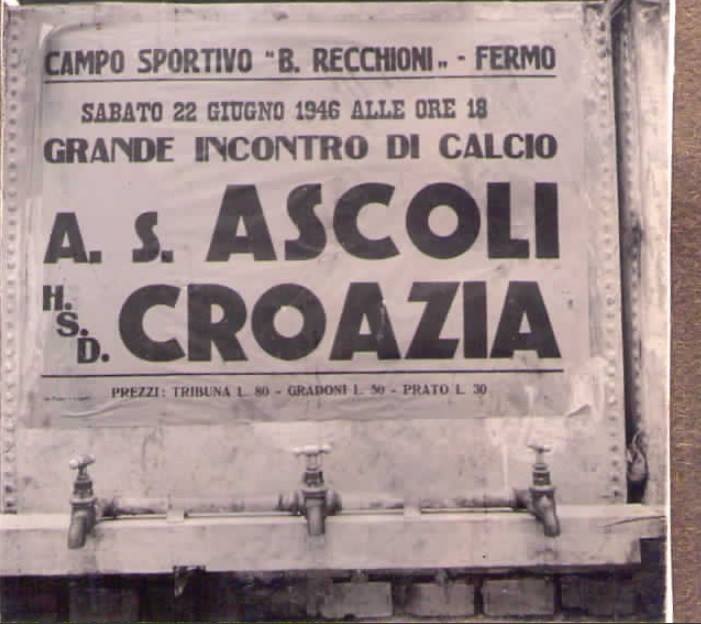 CAMPO SPORTIVO "B. RECCHIONI„ - FERMO
SABATO 22 GIUGNO 1946 ALLE ORE 18
GRANDE INCONTRO DI CALCIO
A. S. ASCOLI
H. S. D. CROAZIA
PREZZI: TRIBUNA L. 80 - GRADONI L. 50 - PRATO L. 30